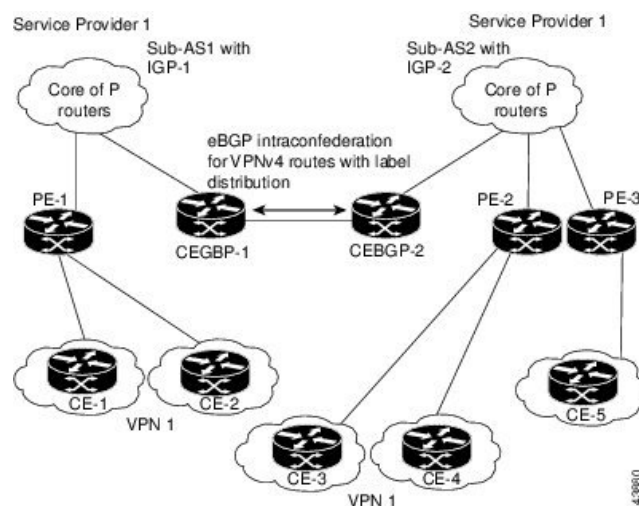 Service Provider 1
Service Provider 1
Sub-AS1 with
IGP-1
Sub-AS2 with
IGP-2
Core of P
routers
Core of P
routers
eBGP intraconfederation
for VPNv4 routes with label
distribution
PE-1
PE-2
PE-3
CEGBP-1
CEBGP-2
CE-1
CE-2
CE-5
VPN 1
CE-3
CE-4
VPN 1
43880